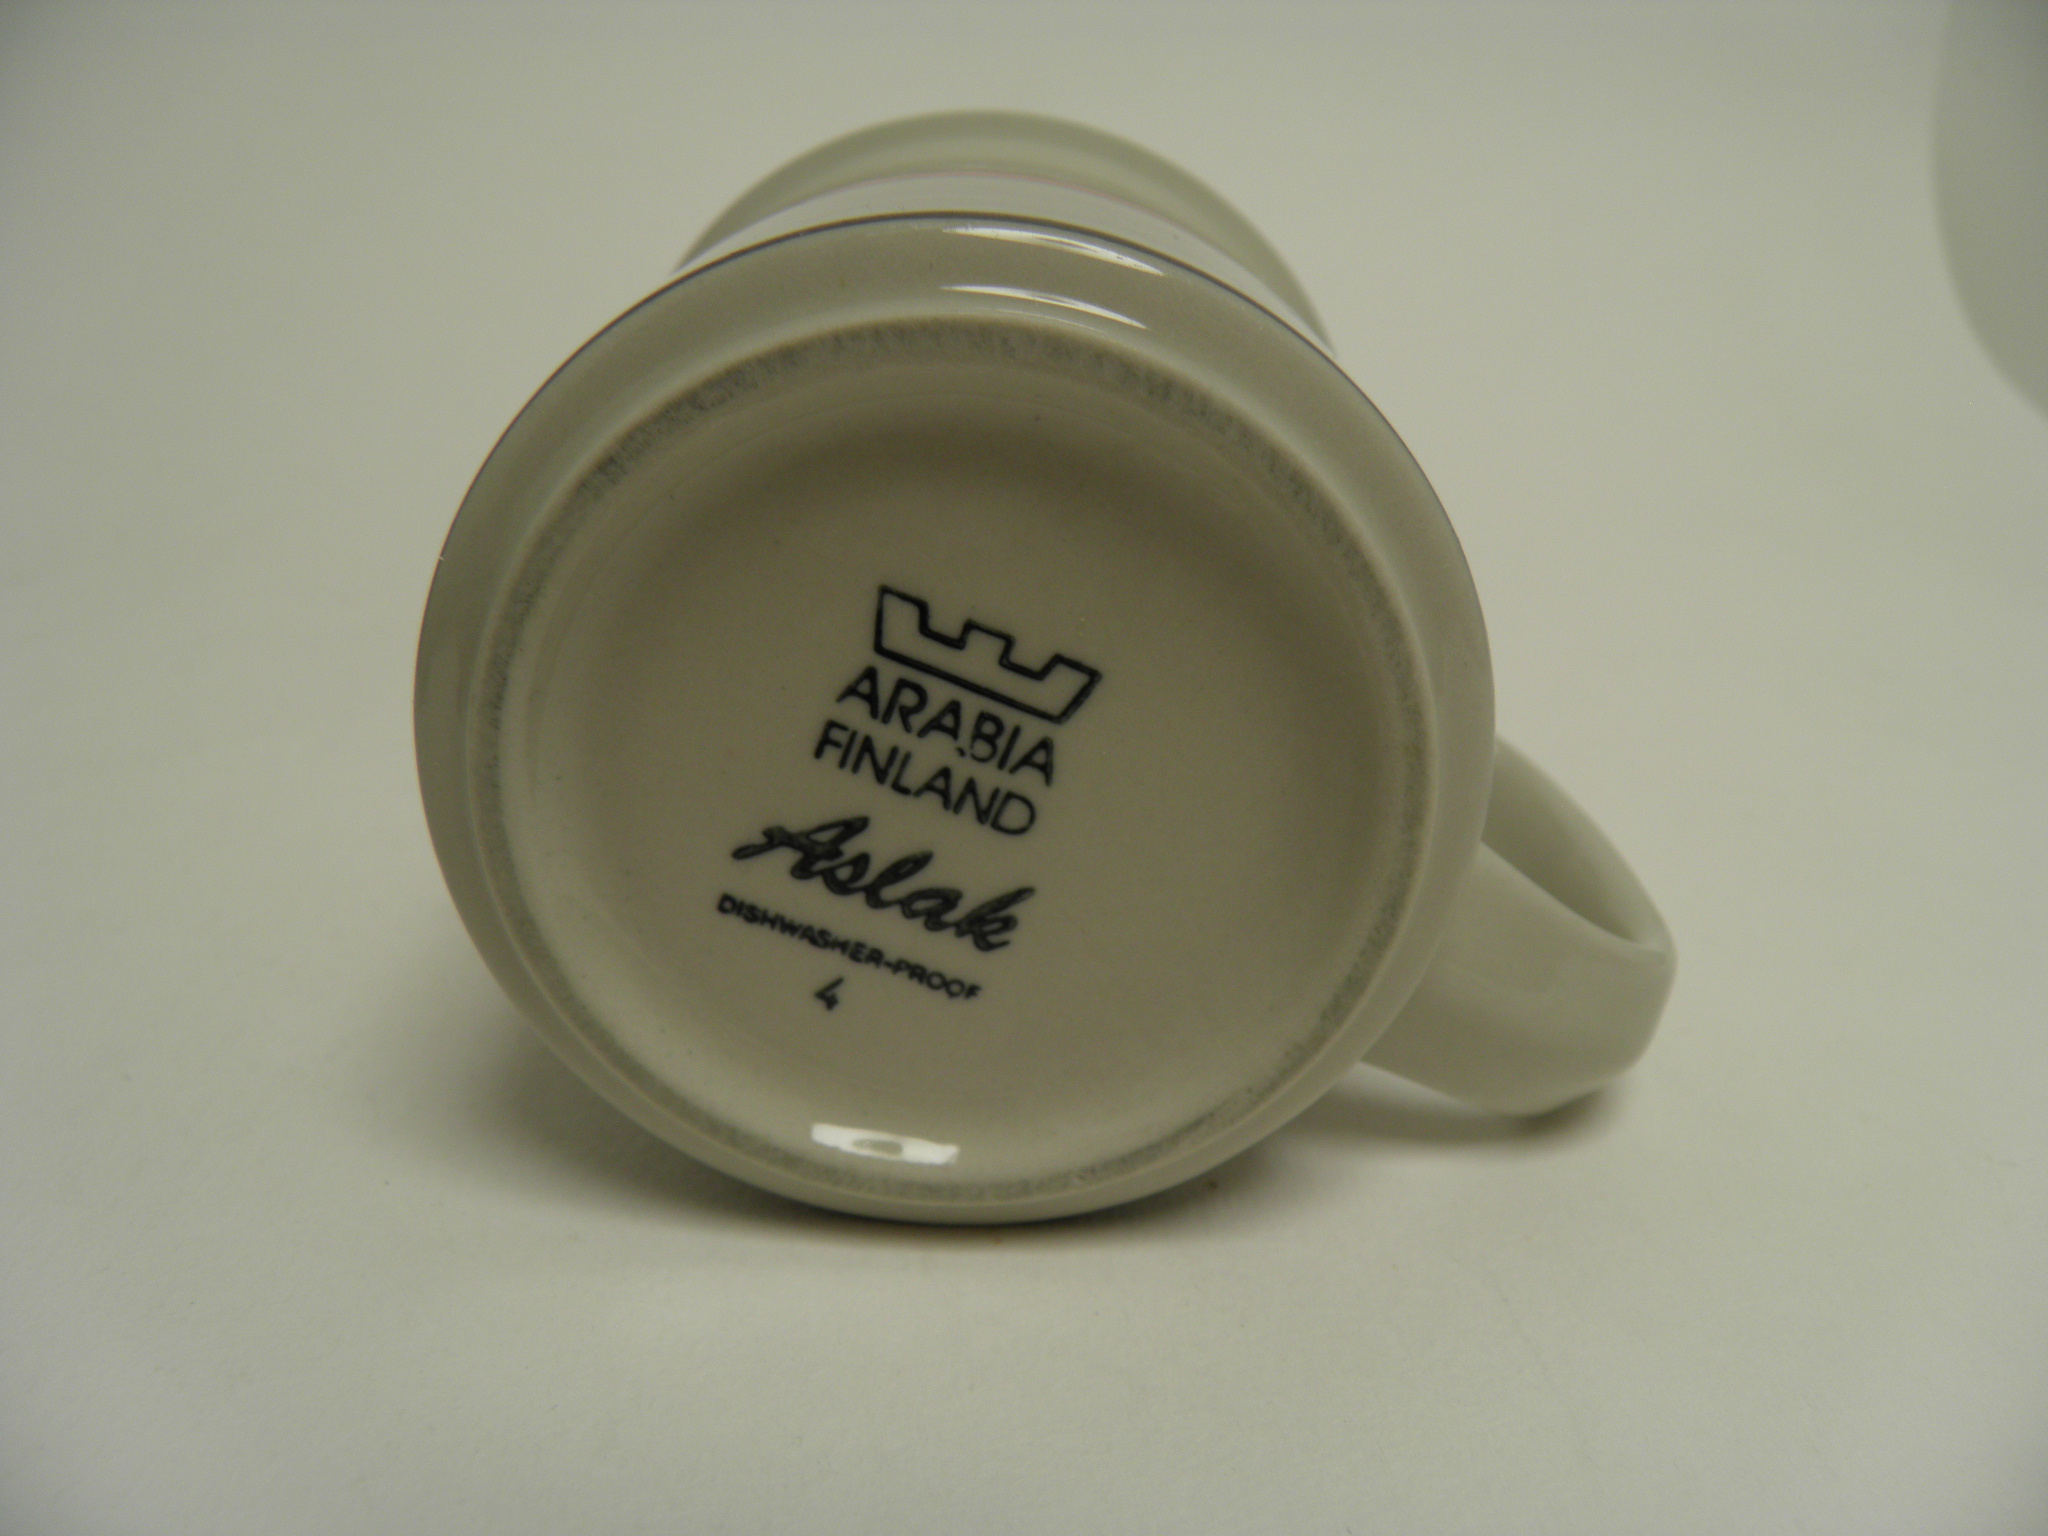 ARABIA
FINLAND
Aslak
DISHWASHER-PROOF
4